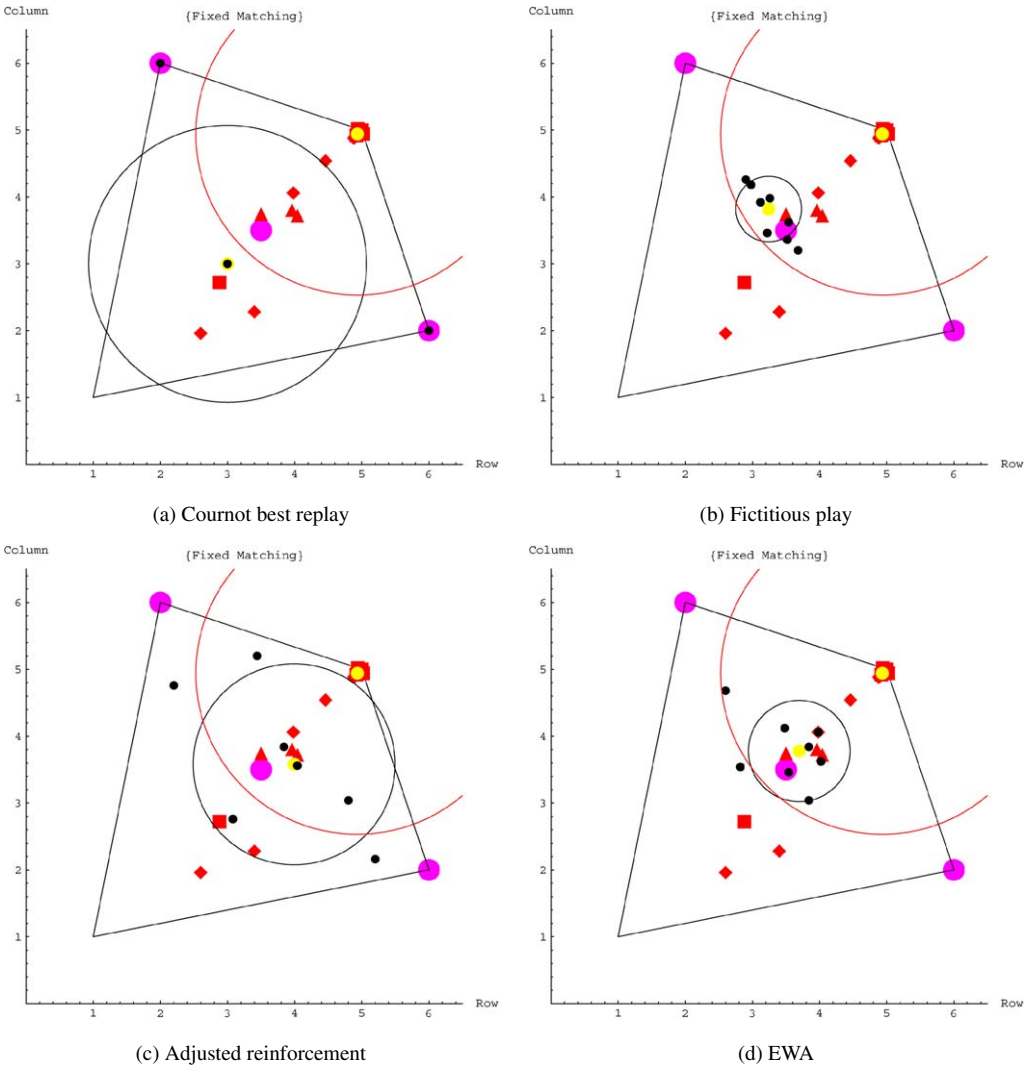 Column
{Fixed Matching}
6
5
4
3
2
1
1 2 3 4 5 6
Row
(a) Cournot best replay
Column
{Fixed Matching}
6
5
4
3
2
1
1 2 3 4 5 6
Row
(b) Fictitious play
Column
{Fixed Matching}
6
5
4
3
2
1
1 2 3 4 5 6
Row
(c) Adjusted reinforcement
Column
{Fixed Matching}
6
5
4
3
2
1
1 2 3 4 5 6
Row
(d) EWA